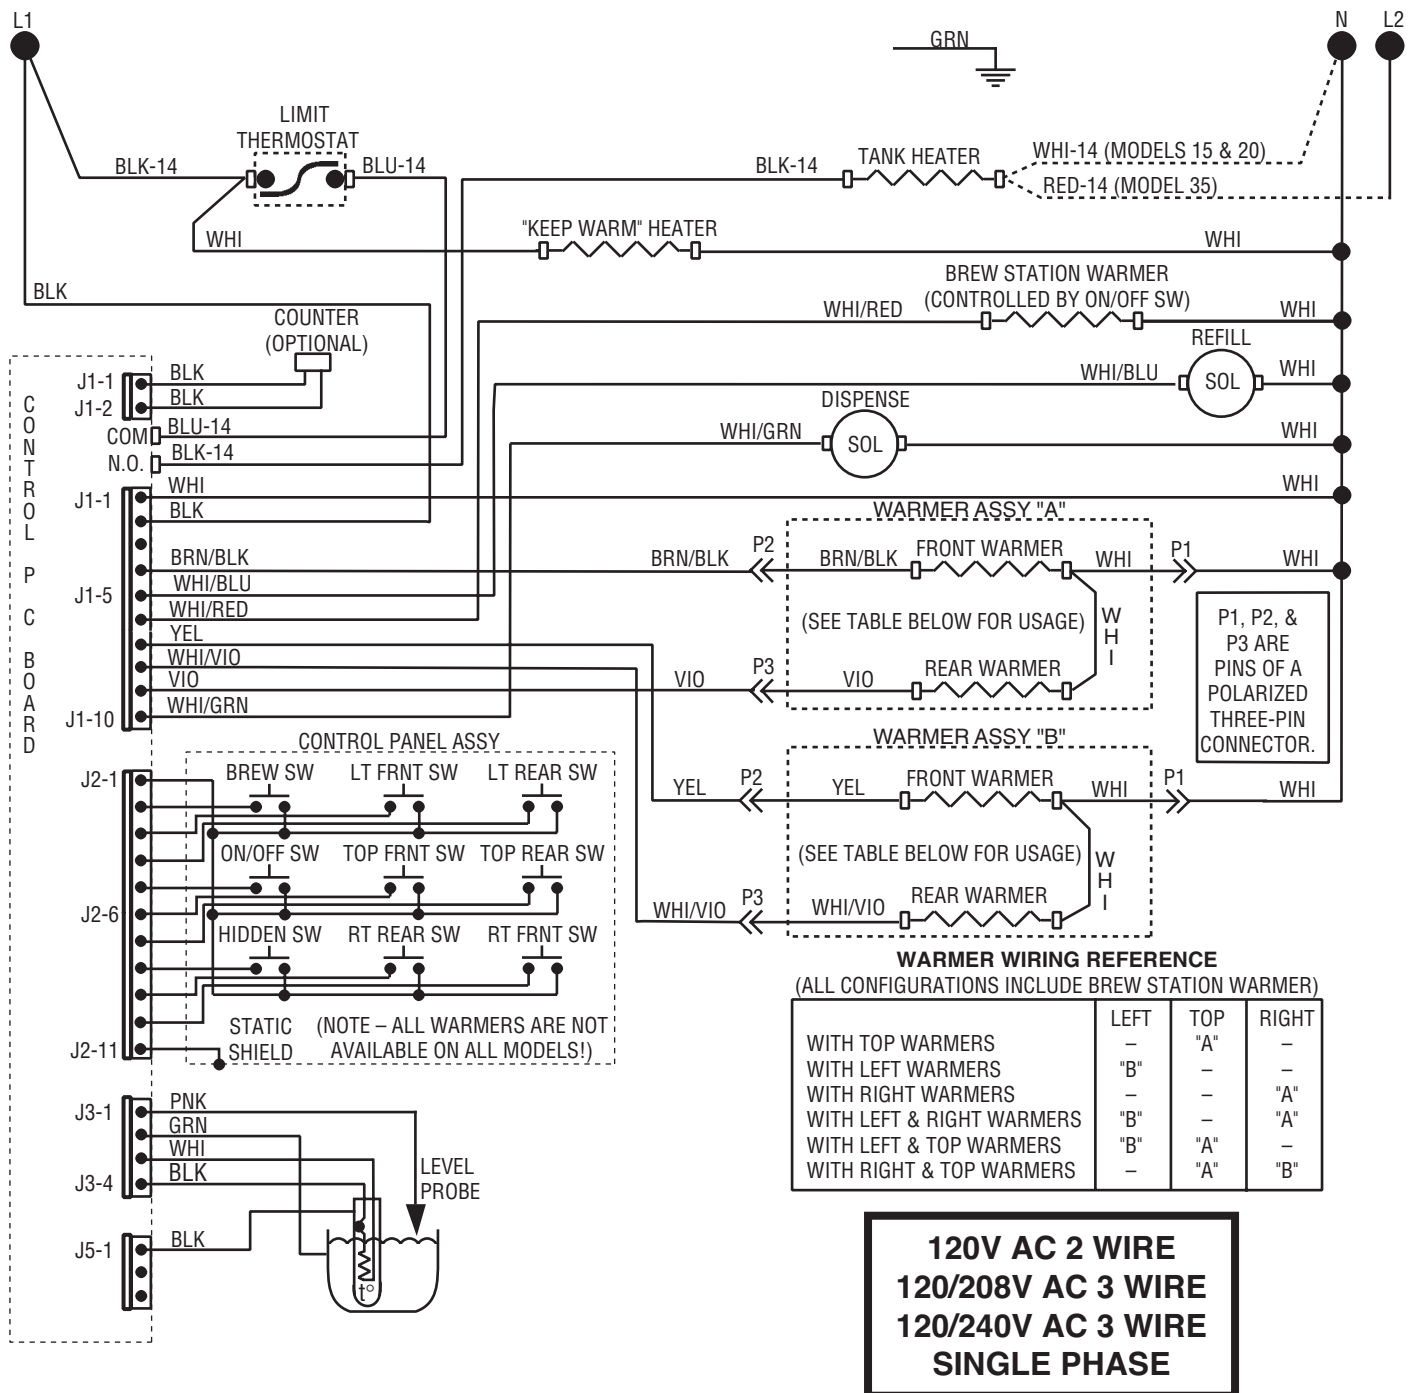 L1
N
L2
GRN
LIMIT
THERMOSTAT
BLK-14
BLU-14
BLK-14
TANK HEATER
WHI-14 (MODELS 15 & 20)
RED-14 (MODEL 35)
WHI
"KEEP WARM" HEATER
WHI
BLK
BREW STATION WARMER
(CONTROLLED BY ON/OFF SW)
WHI/RED
WHI
COUNTER
(OPTIONAL)
REFILL
WHI/BLU
SOL
WHI
DISPENSE
WHI/GRN
SOL
WHI
CONTROL PC BOARD
J1-1
BLK
J1-2
BLK
COM
BLU-14
N.O.
BLK-14
J1-1
WHI
WHI
BLK
BRN/BLK
J1-5
WHI/BLU
WHI/RED
YEL
WHI/VIO
VIO
J1-10
WHI/GRN
WARMER ASSY "A"
BRN/BLK
P2
BRN/BLK
FRONT WARMER
WHI
P1
WHI
(SEE TABLE BELOW FOR USAGE)
WHI
VIO
P3
VIO
REAR WARMER
P1, P2, &
P3 ARE
PINS OF A
POLARIZED
THREE-PIN
CONNECTOR.
WARMER ASSY "B"
YEL
P2
YEL
FRONT WARMER
WHI
P1
WHI
(SEE TABLE BELOW FOR USAGE)
WHI
WHI/VIO
P3
WHI/VIO
REAR WARMER
CONTROL PANEL ASSY
J2-1
BREW SW
LT FRNT SW
LT REAR SW
ON/OFF SW
TOP FRNT SW
TOP REAR SW
J2-6
HIDDEN SW
RT REAR SW
RT FRNT SW
J2-11
STATIC
SHIELD
(NOTE – ALL WARMERS ARE NOT
AVAILABLE ON ALL MODELS!)
J3-1
PNK
GRN
WHI
J3-4
BLK
LEVEL
PROBE
J5-1
BLK
t°
WARMER WIRING REFERENCE
(ALL CONFIGURATIONS INCLUDE BREW STATION WARMER)
LEFT TOP RIGHT
WITH TOP WARMERS – "A" –
WITH LEFT WARMERS "B" – –
WITH RIGHT WARMERS – – "A"
WITH LEFT & RIGHT WARMERS "B" – "A"
WITH LEFT & TOP WARMERS "B" "A" –
WITH RIGHT & TOP WARMERS – "A" "B"
120V AC 2 WIRE
120/208V AC 3 WIRE
120/240V AC 3 WIRE
SINGLE PHASE